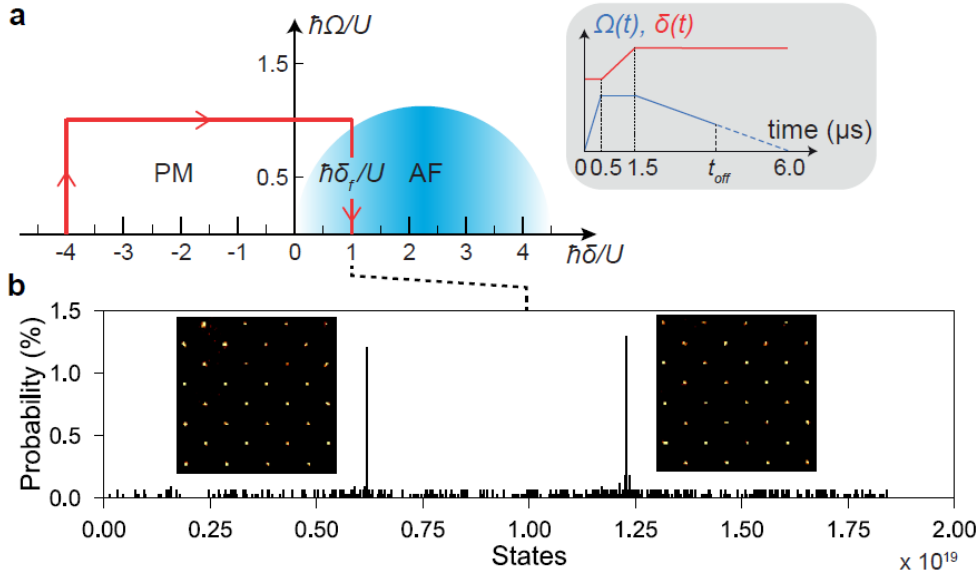 a
ħΩ/U
1.5
0.5
PM
ħδf/U
AF
-4 -3 -2 -1 0 1 2 3 4
ħδ/U
Ω(t), δ(t)
time (μs)
0 0.5 1.5 toff 6.0
b
Probability (%)
1.5
1.0
0.5
0.0
0.00 0.25 0.50 0.75 1.00 1.25 1.50 1.75 2.00
States
x 10¹⁹